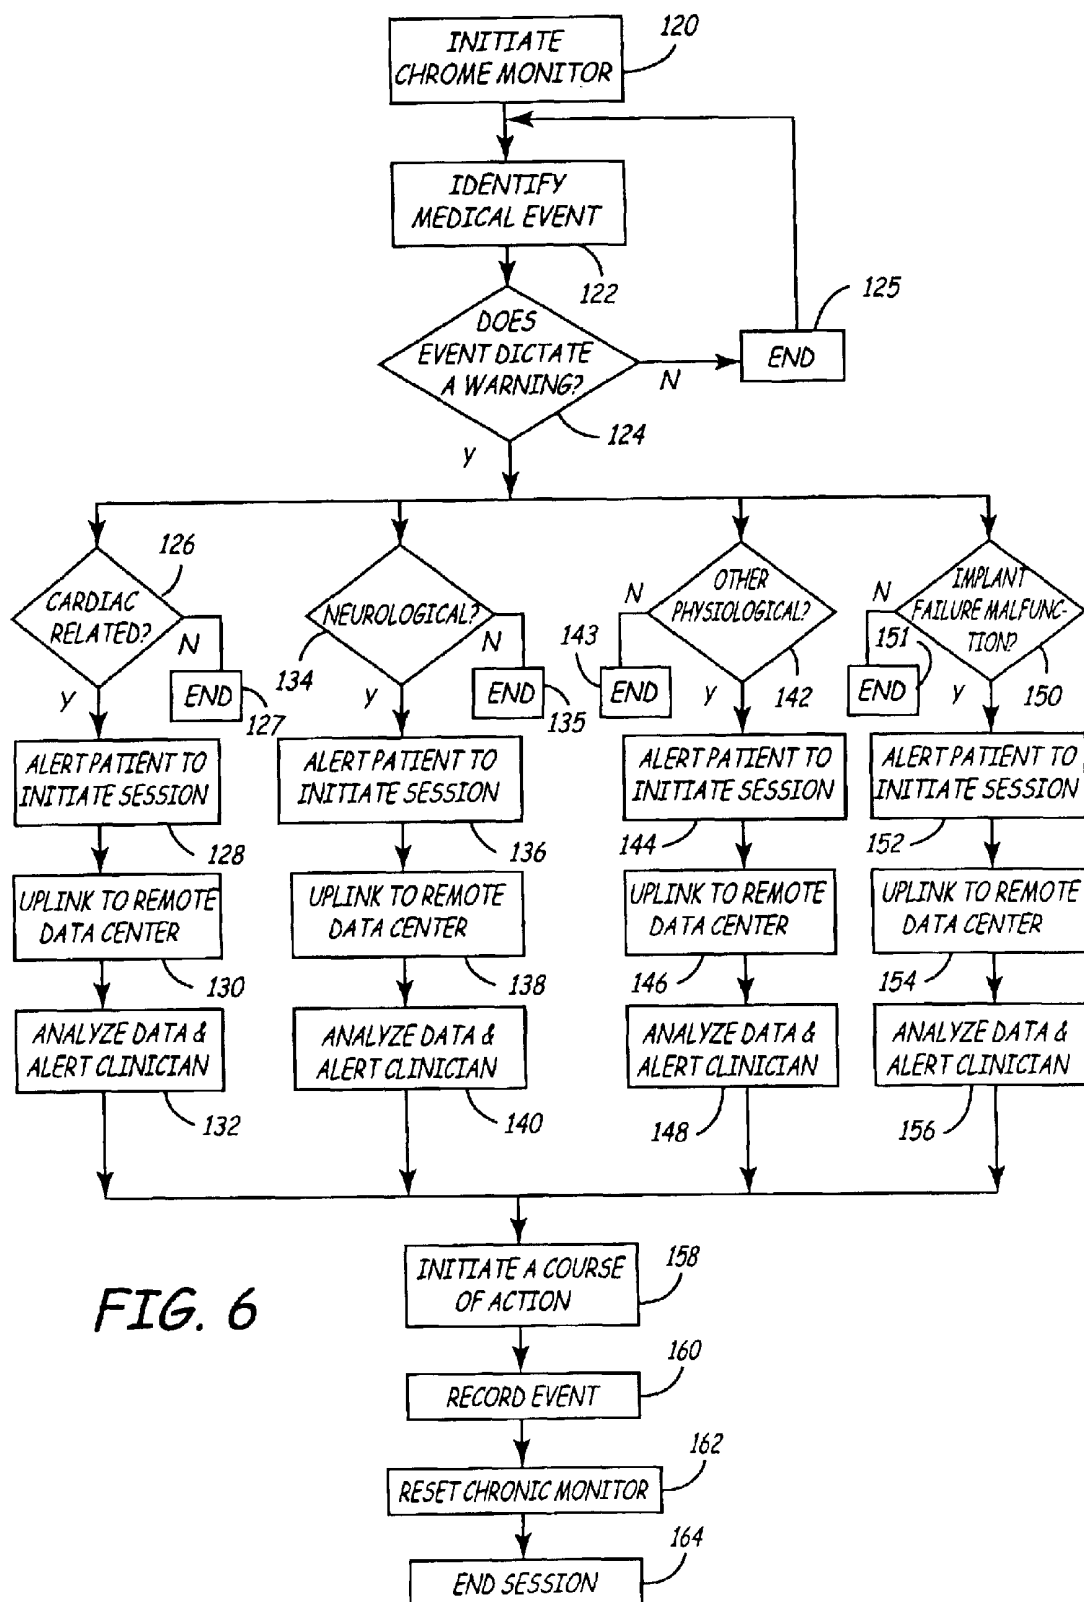 INITIATE
CHROME MONITOR
120
IDENTIFY
MEDICAL EVENT
122
DOES
EVENT DICTATE
A WARNING?
124
N
END
125
Y
CARDIAC
RELATED?
126
N
END
127
Y
ALERT PATIENT TO
INITIATE SESSION
128
UPLINK TO REMOTE
DATA CENTER
130
ANALYZE DATA &
ALERT CLINICIAN
132
NEUROLOGICAL?
134
N
END
135
Y
ALERT PATIENT TO
INITIATE SESSION
136
UPLINK TO REMOTE
DATA CENTER
138
ANALYZE DATA &
ALERT CLINICIAN
140
OTHER
PHYSIOLOGICAL?
142
N
END
143
Y
ALERT PATIENT TO
INITIATE SESSION
144
UPLINK TO REMOTE
DATA CENTER
146
ANALYZE DATA &
ALERT CLINICIAN
148
IMPLANT
FAILURE MALFUNC-
TION?
150
N
END
151
Y
ALERT PATIENT TO
INITIATE SESSION
152
UPLINK TO REMOTE
DATA CENTER
154
ANALYZE DATA &
ALERT CLINICIAN
156
INITIATE A COURSE
OF ACTION
158
RECORD EVENT
160
RESET CHRONIC MONITOR
162
END SESSION
164
FIG. 6